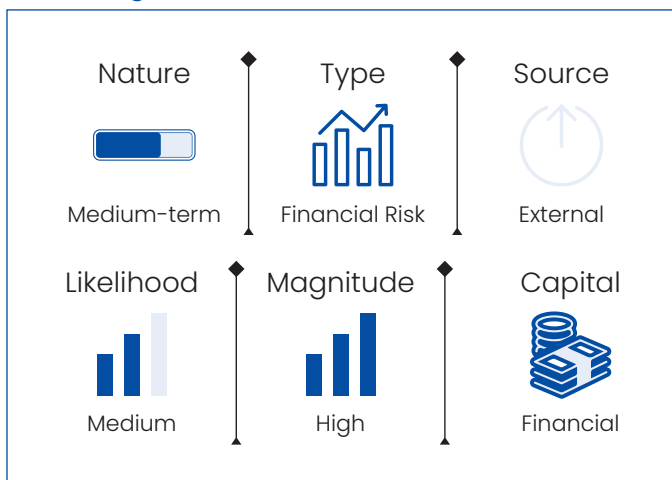 Nature
Type
Source
Medium-term
Financial Risk
External
Likelihood
Magnitude
Capital
Medium
High
Financial